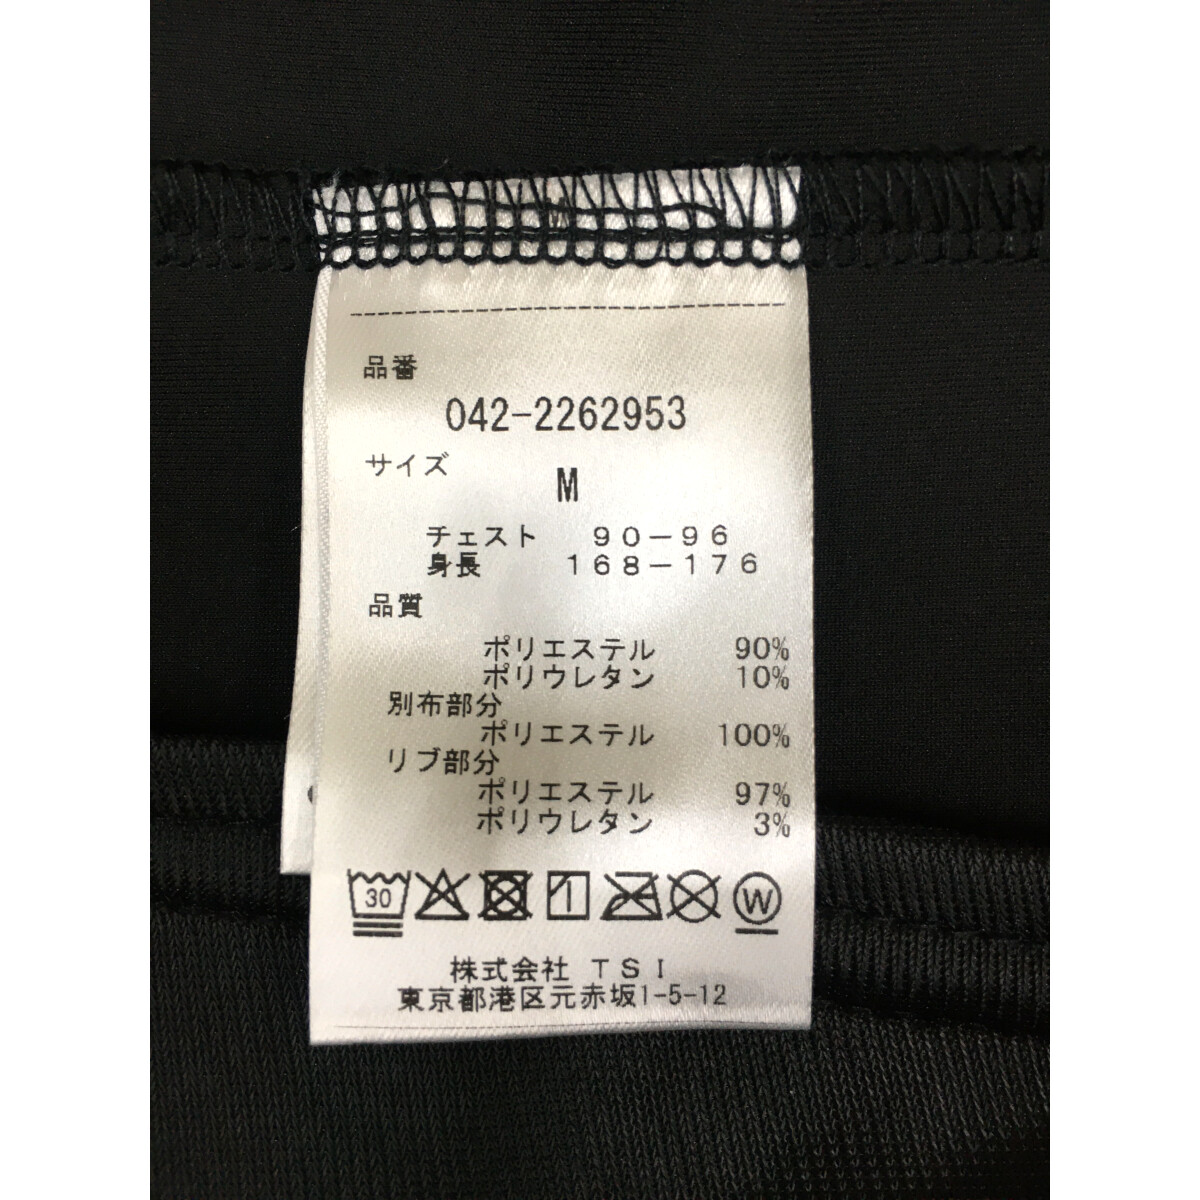 品番
042-2262953
サイズ
M
チェスト 90-96
身長 168-176
品質
ポリエステル 90%
ポリウレタン 10%
別布部分
ポリエステル 100%
リブ部分
ポリエステル 97%
ポリウレタン 3%
30 W
株式会社 TSI
東京都港区元赤坂1-5-12